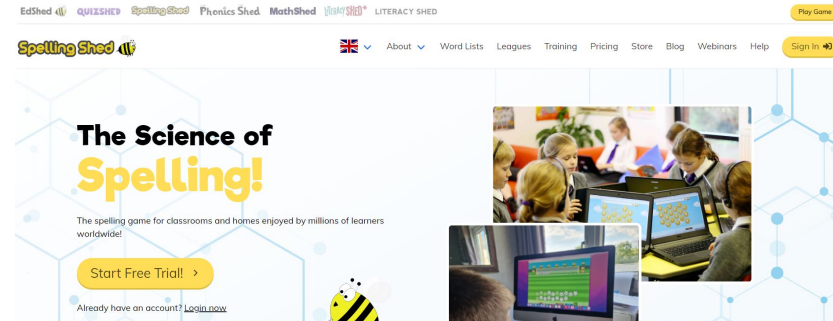 EdShed QUIZSHED Spelling Shed Phonics Shed MathShed Literacy SHED+ LITERACY SHED Play Game
Spelling Shed About Word Lists Leagues Training Pricing Store Blog Webinars Help Sign In
The Science of
Spelling!
The spelling game for classrooms and homes enjoyed by millions of learners
worldwide!
Start Free Trial!
Already have an account? Login now